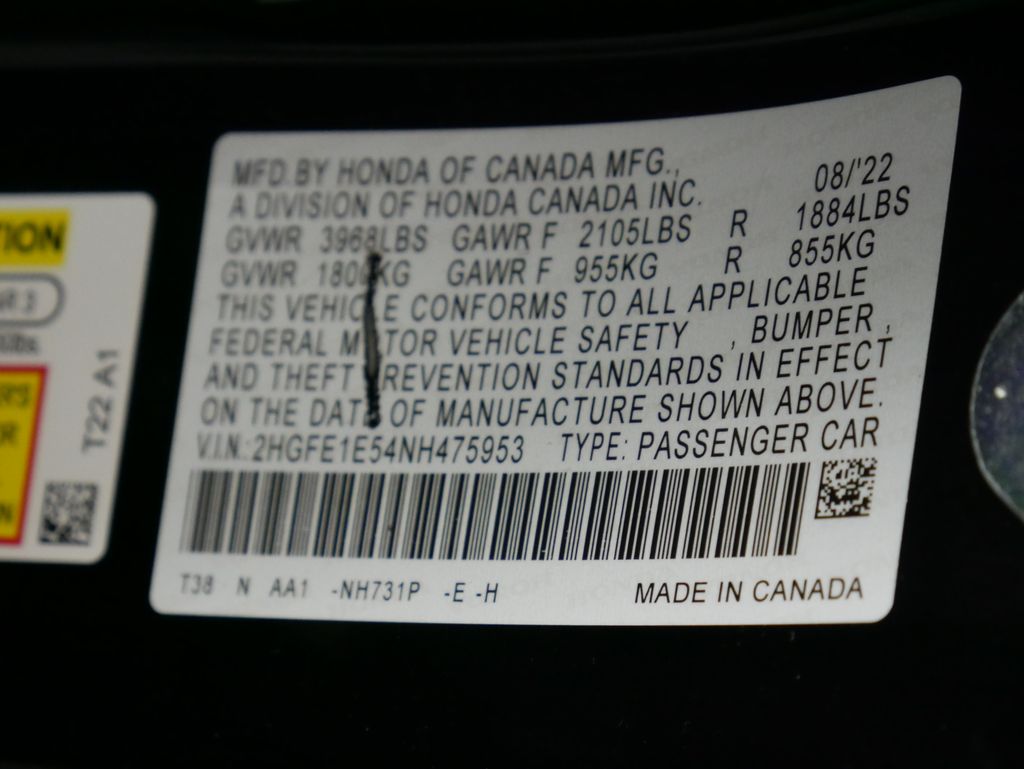 MFD. BY HONDA OF CANADA MFG.,
A DIVISION OF HONDA CANADA INC. 08/'22
GVWR 3968LBS GAWR F 2105LBS R 1884LBS
GVWR 1800KG GAWR F 955KG R 855KG
THIS VEHICLE CONFORMS TO ALL APPLICABLE
FEDERAL MOTOR VEHICLE SAFETY , BUMPER ,
AND THEFT PREVENTION STANDARDS IN EFFECT
ON THE DATE OF MANUFACTURE SHOWN ABOVE.
V.I.N.:2HGFE1E54NH475953 TYPE: PASSENGER CAR
T38 N AA1 -NH731P -E -H MADE IN CANADA
T22 A1